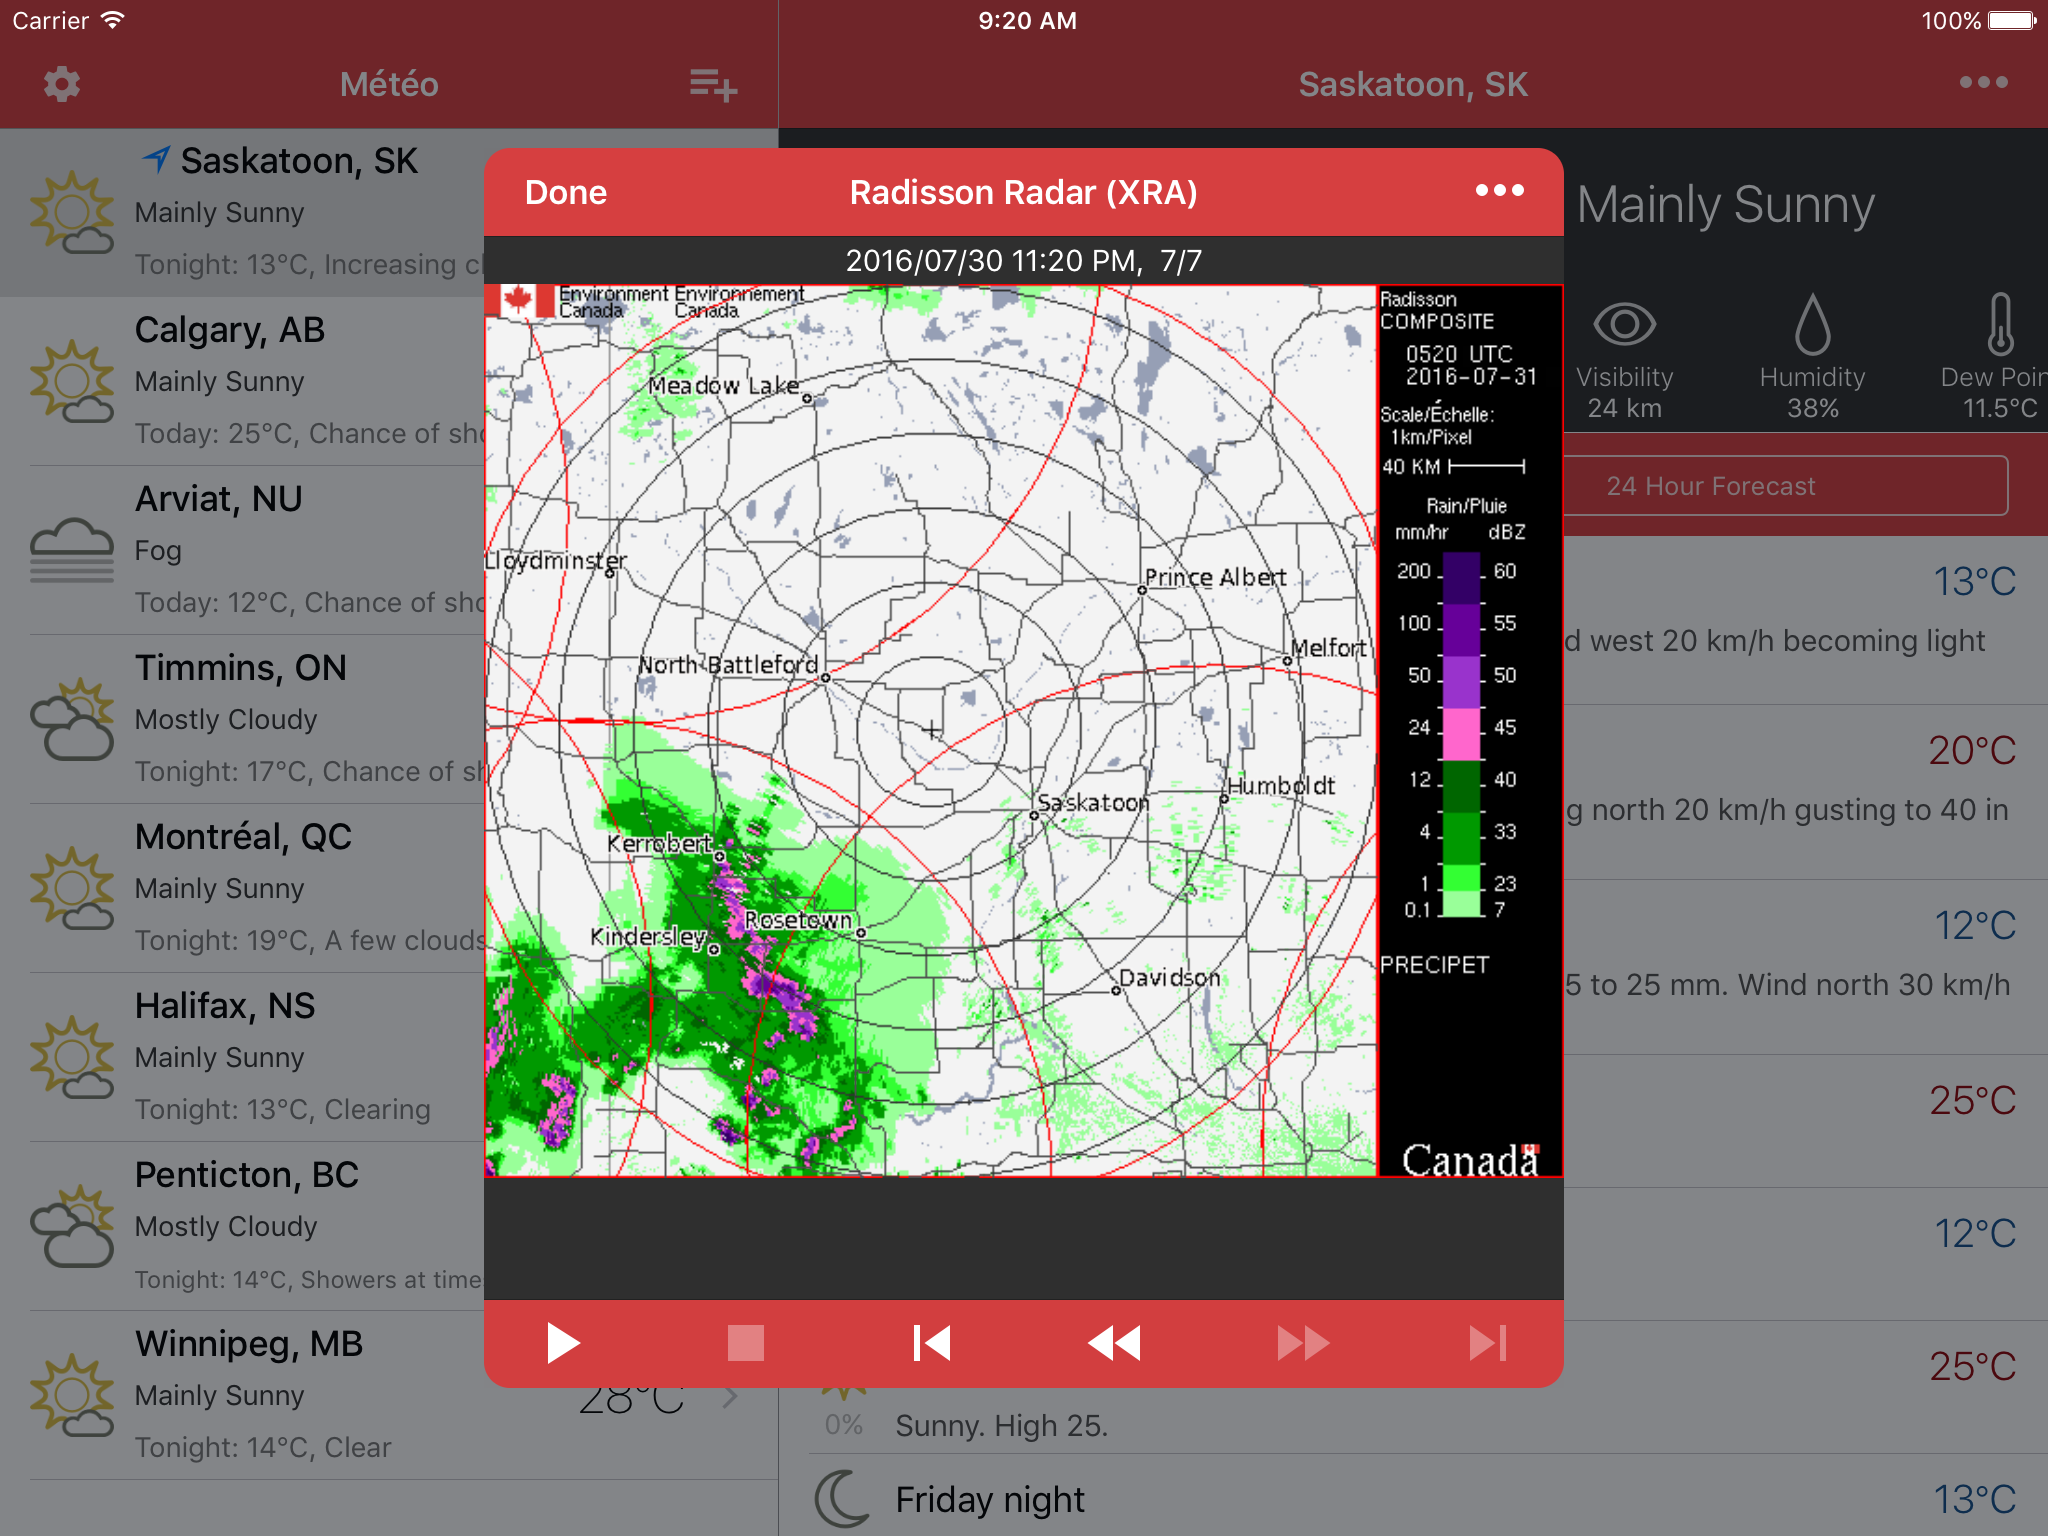 Carrier
9:20 AM
100%
Météo
Saskatoon, SK
Saskatoon, SK
Mainly Sunny
Tonight: 13°C, Increasing
Calgary, AB
Mainly Sunny
Today: 25°C, Chance of
Arviat, NU
Fog
Today: 12°C, Chance of
Timmins, ON
Mostly Cloudy
Tonight: 17°C, Chance of
Montréal, QC
Mainly Sunny
Tonight: 19°C, A few clouds
Halifax, NS
Mainly Sunny
Tonight: 13°C, Clearing
Penticton, BC
Mostly Cloudy
Tonight: 14°C, Showers at
Winnipeg, MB
Mainly Sunny
28°C
Tonight: 14°C, Clear
Done
Radisson Radar (XRA)
2016/07/30 11:20 PM, 7/7
Environment Environnement
Canada Canada
Meadow Lake
Lloydminster
Prince Albert
Melfort
North Battleford
Humboldt
Saskatoon
Kerrobert
Rosetown
Kindersley
Davidson
Radisson
COMPOSITE
0520 UTC
2016-07-31
Scale/Échelle:
1km/Pixel
40 KM
Rain/Pluie
mm/hr dBZ
200 60
100 55
50 50
24 45
12 40
4 33
1 23
0.1 7
PRECIPET
Canada
Mainly Sunny
Visibility
24 km
Humidity
38%
Dew
11.5°C
24 Hour Forecast
13°C
west 20 km/h becoming light
20°C
north 20 km/h gusting to 40 in
12°C
5 to 25 mm. Wind north 30 km/h
25°C
12°C
25°C
0%
Sunny. High 25.
Friday night
13°C